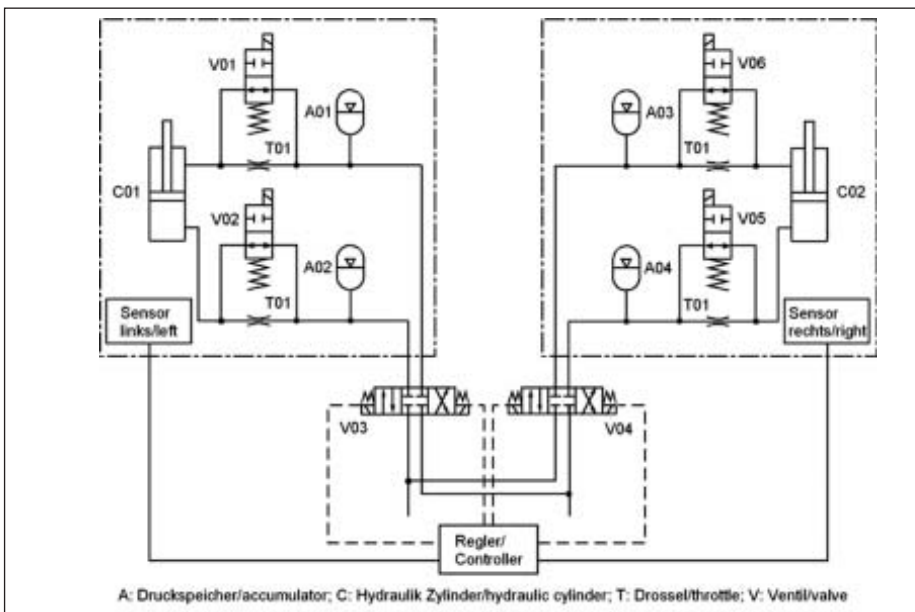 V01
V06
A01
A03
T01
T01
C01
C02
V02
V05
A02
A04
T01
T01
Sensor
links/left
Sensor
rechts/right
V03
V04
Regler/
Controller
A: Druckspeicher/accumulator; C: Hydraulik Zylinder/hydraulic cylinder; T: Drossel/throttle; V: Ventil/valve